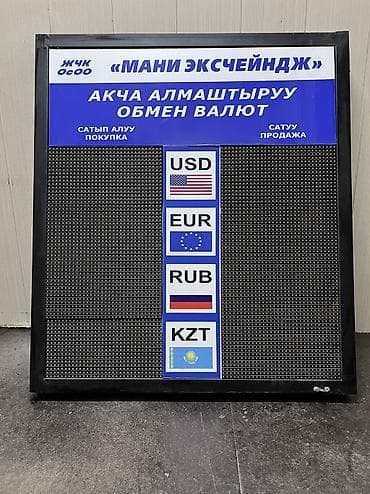 ЖЧК «МАНИ ЭКСЧЕЙНДЖ»
ОсОО
АКЧА АЛМАШТЫРУУ
ОБМЕН ВАЛЮТ
САТЫП АЛУУ САТУУ
ПОКУПКА ПРОДАЖА
USD
EUR
RUB
KZT